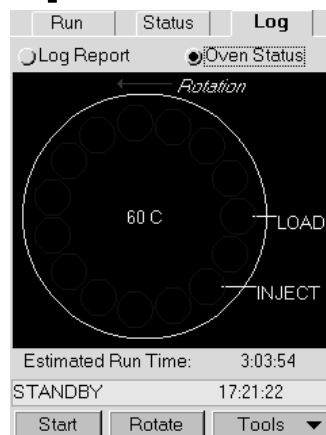 Run Status Log
Log Report Oven Status
Rotation
60 C
LOAD
INJECT
Estimated Run Time: 3:03:54
STANDBY 17:21:22
Start Rotate Tools